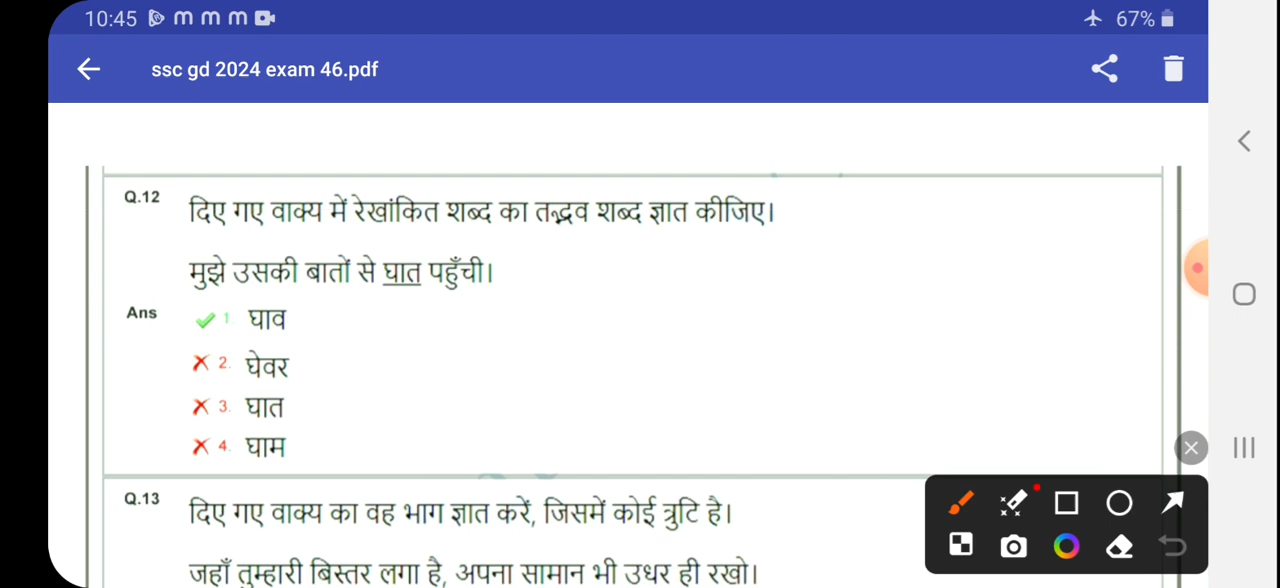 10:45 m m m 67%
ssc gd 2024 exam 46.pdf
Q.12 दिए गए वाक्य में रेखांकित शब्द का तद्भव शब्द ज्ञात कीजिए।
मुझे उसकी बातों से घात पहुँची।
Ans 1. घाव
2. घेवर
3. घात
4. घाम
Q.13 दिए गए वाक्य का वह भाग ज्ञात करें, जिसमें कोई त्रुटि है।
जहाँ तुम्हारी बिस्तर लगा है, अपना सामान भी उधर ही रखो।